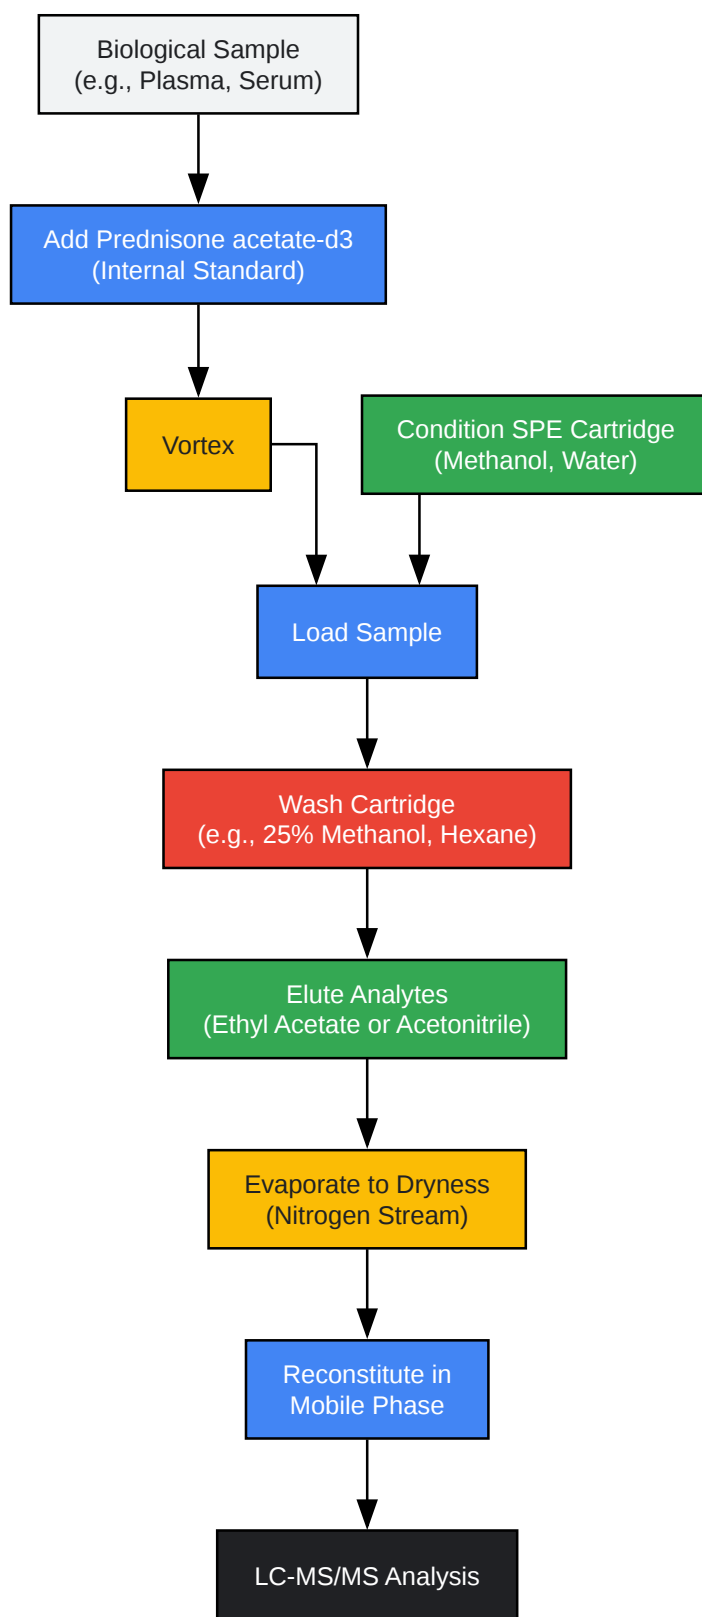 Biological Sample
(e.g., Plasma, Serum)
Add Prednisone acetate-d3
(Internal Standard)
Vortex
Condition SPE Cartridge
(Methanol, Water)
Load Sample
Wash Cartridge
(e.g., 25% Methanol, Hexane)
Elute Analytes
(Ethyl Acetate or Acetonitrile)
Evaporate to Dryness
(Nitrogen Stream)
Reconstitute in
Mobile Phase
LC-MS/MS Analysis